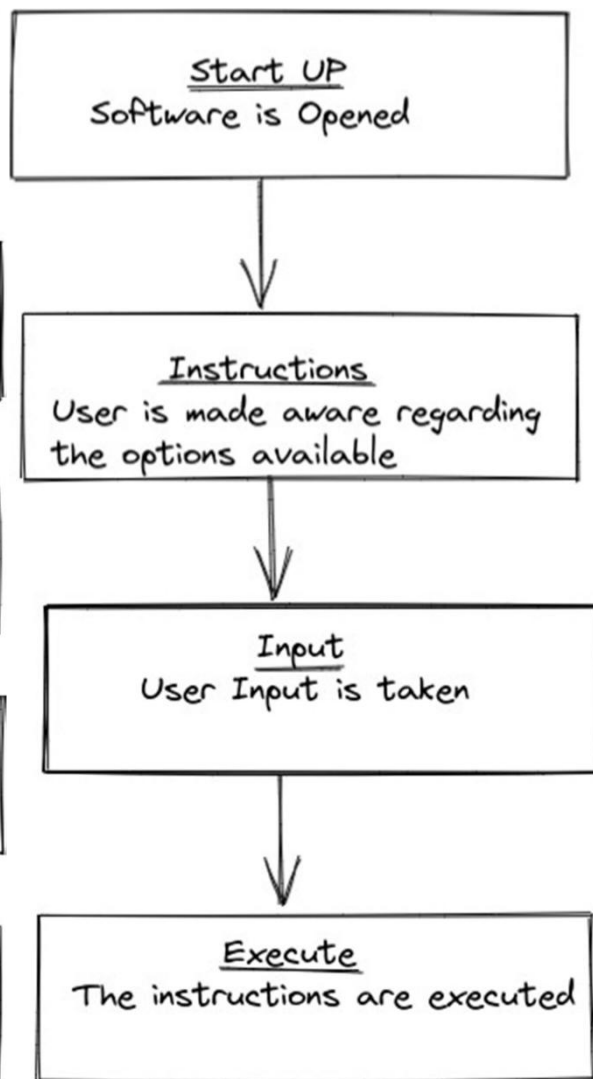 Start UP
Software is Opened
Instructions
User is made aware regarding
the options available
Input
User Input is taken
Execute
The instructions are executed